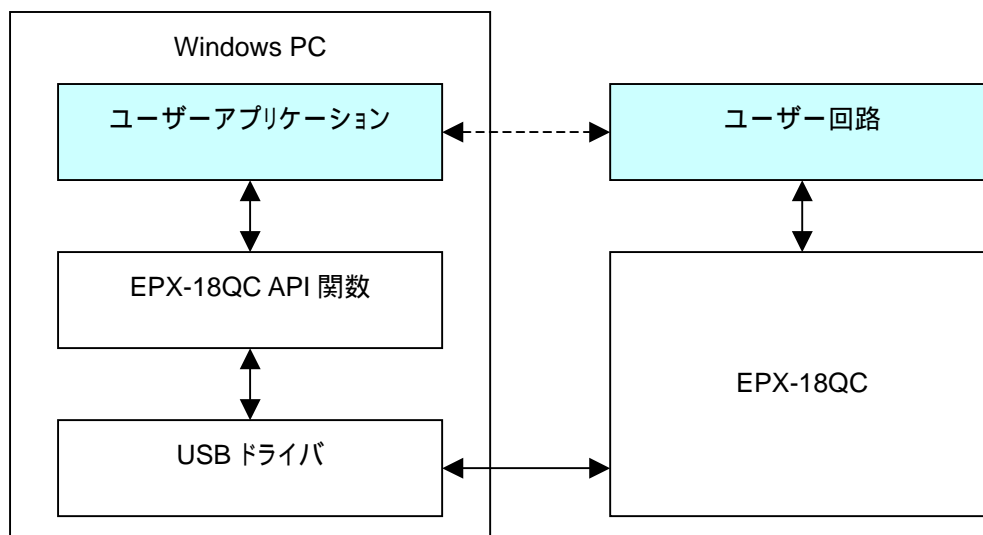 Windows PC
ユーザーアプリケーション
ユーザー回路
EPX-18QC API 関数
EPX-18QC
USB ドライバ